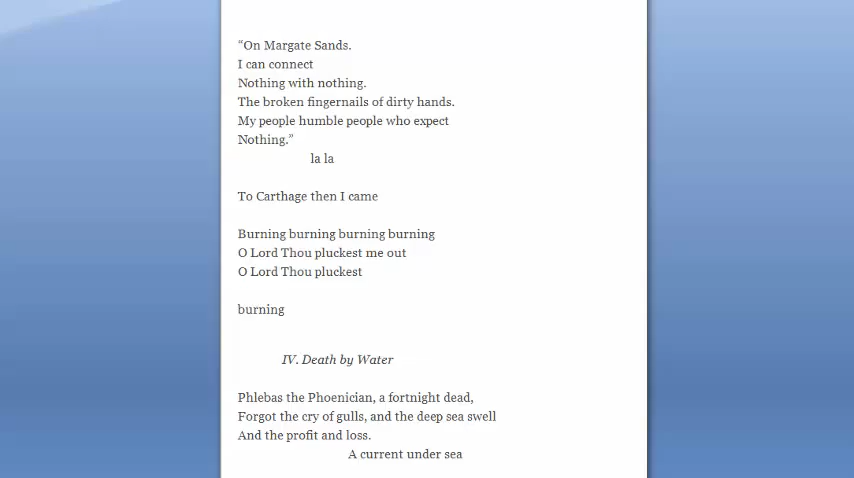 “On Margate Sands.
I can connect
Nothing with nothing.
The broken fingernails of dirty hands.
My people humble people who expect
Nothing.”
la la
To Carthage then I came
Burning burning burning burning
O Lord Thou pluckest me out
O Lord Thou pluckest
burning
IV. Death by Water
Phlebas the Phoenician, a fortnight dead,
Forgot the cry of gulls, and the deep sea swell
And the profit and loss.
A current under sea